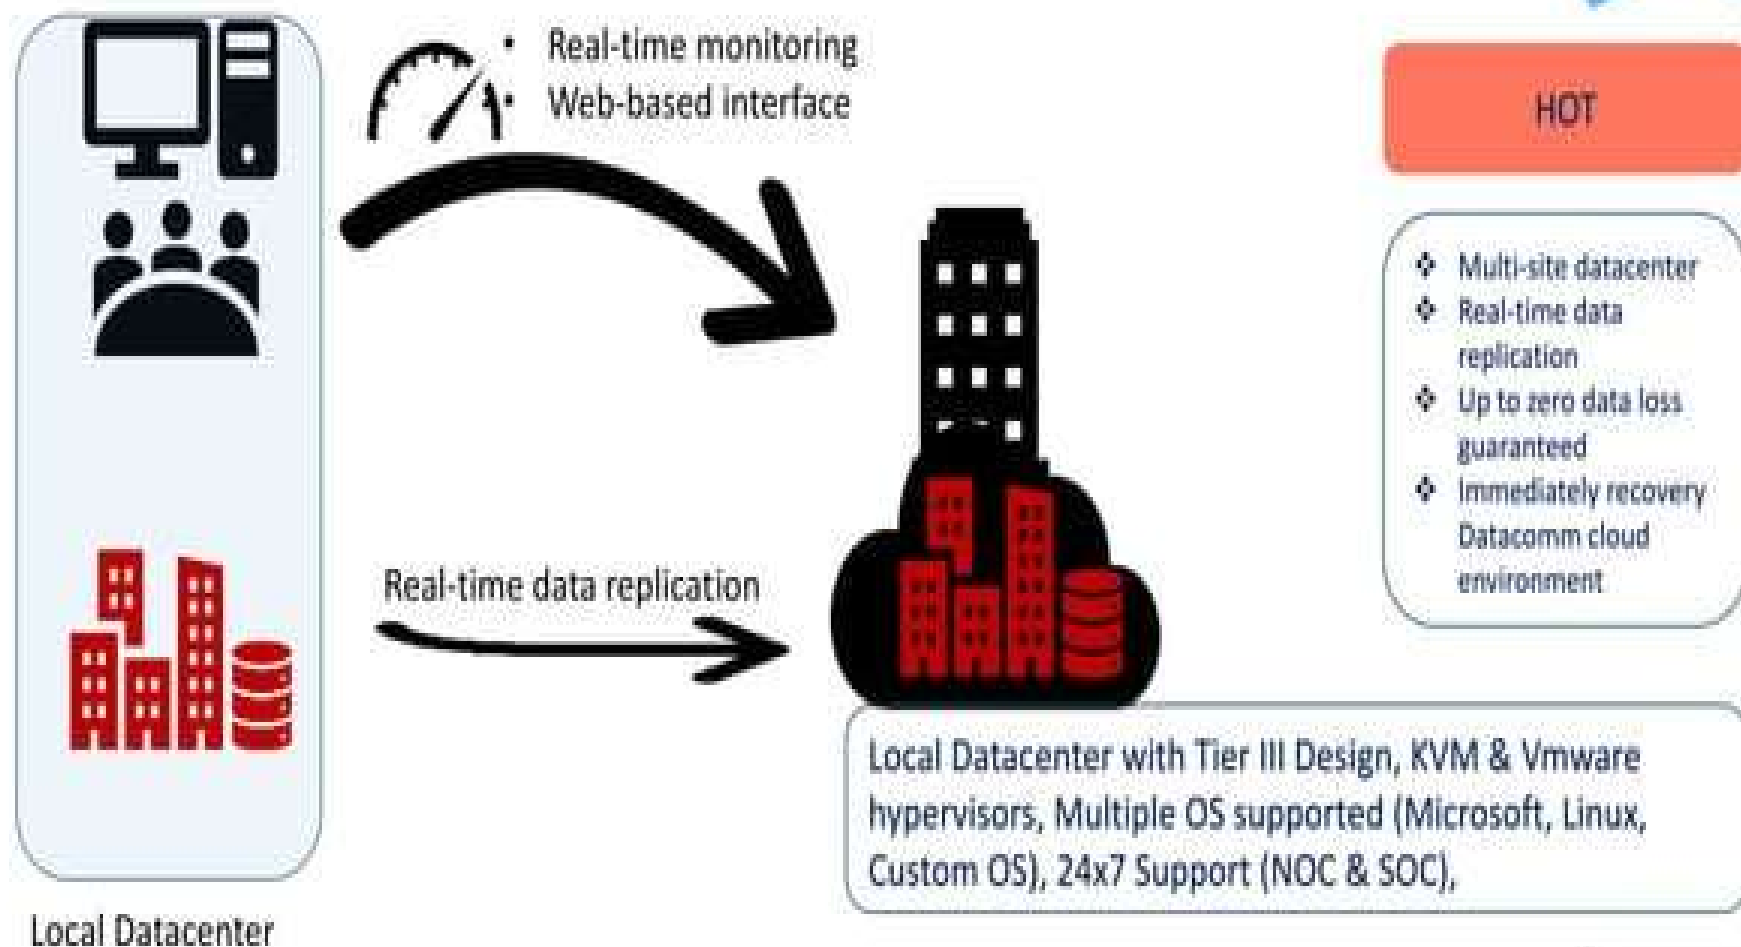 • Real-time monitoring
• Web-based interface
HOT
❖ Multi-site datacenter
❖ Real-time data
replication
❖ Up to zero data loss
guaranteed
❖ Immediately recovery
Datacomm cloud
environment
Real-time data replication
Local Datacenter with Tier III Design, KVM & Vmware
hypervisors, Multiple OS supported (Microsoft, Linux,
Custom OS), 24x7 Support (NOC & SOC),
Local Datacenter